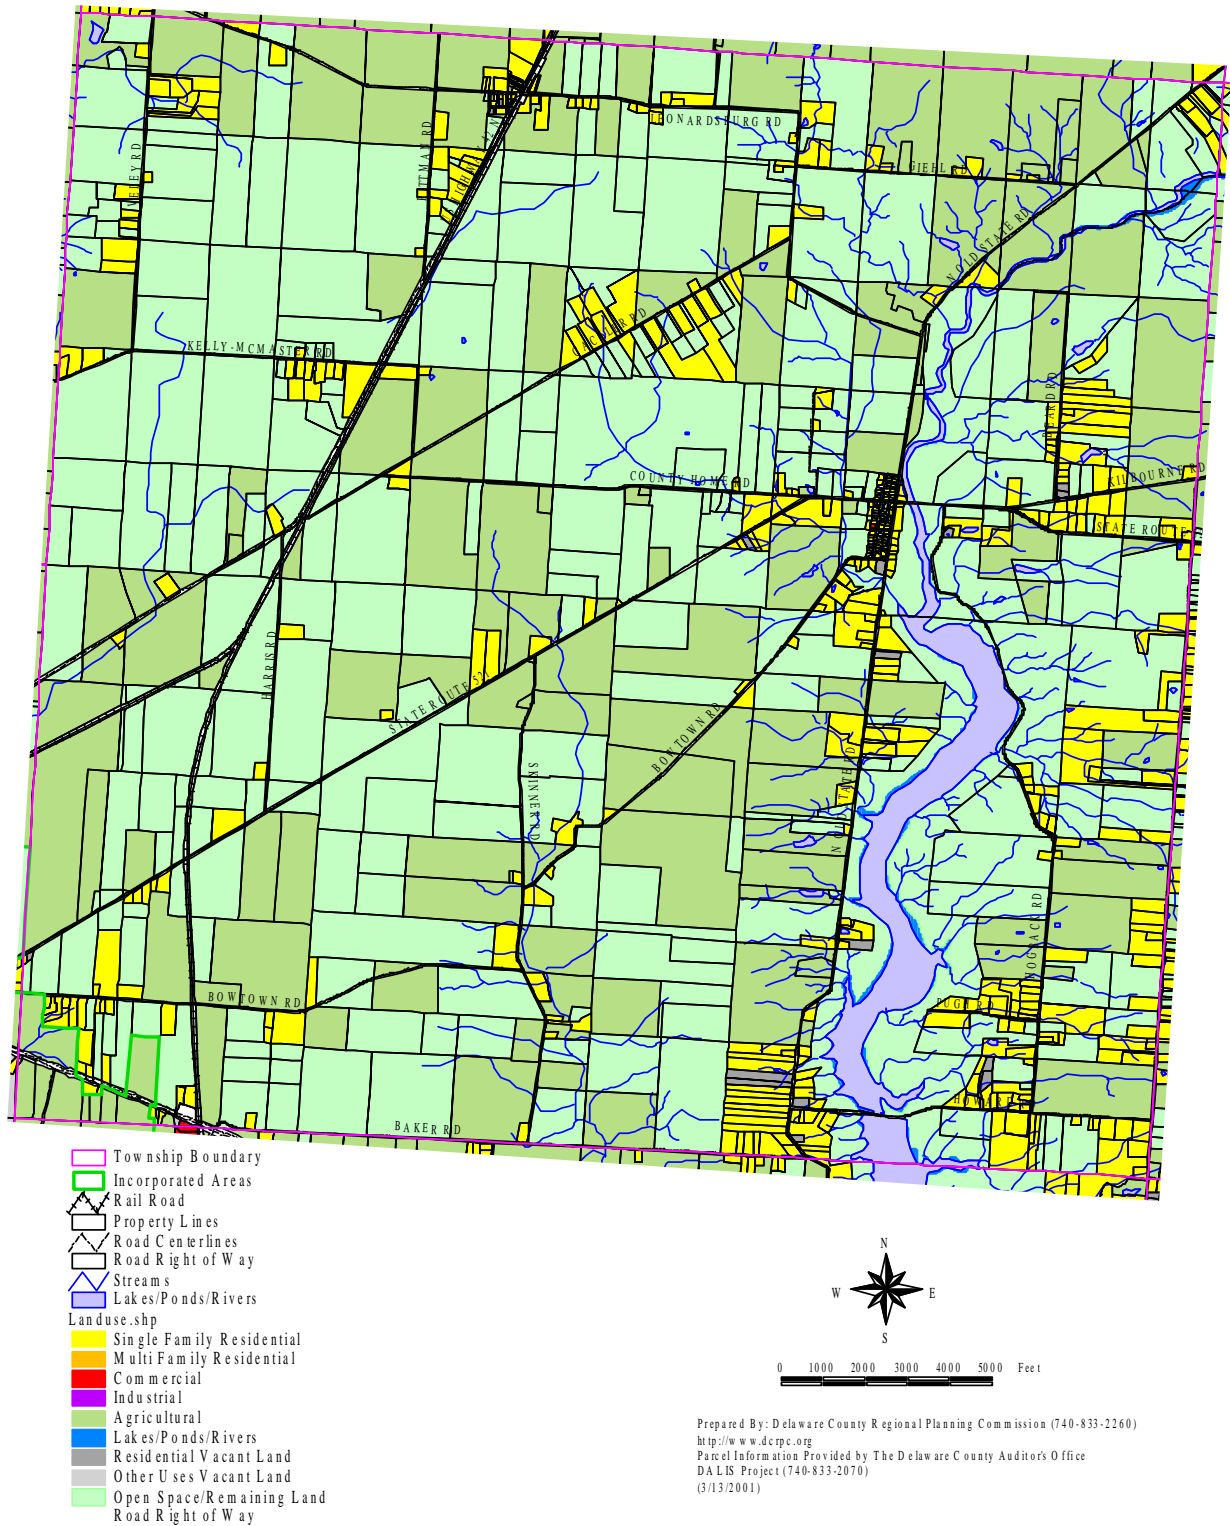 LEONARDSBURG RD
GIEHL RD
N OLD STATE RD
KELLY-MCMASTER RD
COUNTY HOME RD
KILBOURNE RD
STATE ROUTE
HARRIS RD
STATE ROUTE 521
BOWTOWN RD
SKINNER RD
N OLD STATE RD
HOGBACK RD
BOWTOWN RD
PUGH RD
HOWARD
BAKER RD
Township Boundary
Incorporated Areas
Rail Road
Property Lines
Road Centerlines
Road Right of Way
Streams
Lakes/Ponds/Rivers
Landuse.shp
Single Family Residential
Multi Family Residential
Commercial
Industrial
Agricultural
Lakes/Ponds/Rivers
Residential Vacant Land
Other Uses Vacant Land
Open Space/Remaining Land
Road Right of Way
N
W E
S
0 1000 2000 3000 4000 5000 Feet
Prepared By: Delaware County Regional Planning Commission (740-833-2260)
http://www.dcrpc.org
Parcel Information Provided by The Delaware County Auditor's Office
DALIS Project (740-833-2070)
(3/13/2001)